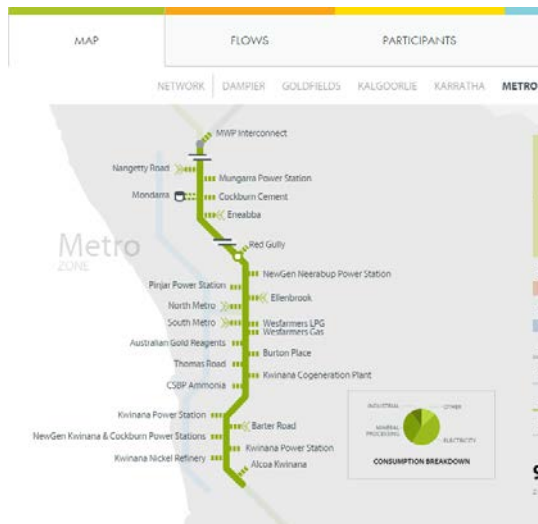 MAP
FLOWS
PARTICIPANTS
NETWORK
DAMPIER
GOLDFIELDS
KALGOORLIE
KARRATHA
METRO
MWP Interconnect
Nangetty Road
Mungarra Power Station
Mondarra
Cockburn Cement
Eneabba
Metro
ZONE
Red Gully
NewGen Neerabup Power Station
Pinjar Power Station
Ellenbrook
North Metro
South Metro
Wesfarmers LPG
Wesfarmers Gas
Australian Gold Reagents
Burton Place
Thomas Road
Kwinana Cogeneration Plant
CSBP Ammonia
Kwinana Power Station
Barter Road
NewGen Kwinana & Cockburn Power Stations
Kwinana Power Station
Kwinana Nickel Refinery
Alcoa Kwinana
INDUSTRIAL
OTHER
MINERAL
PROCESSING
ELECTRICITY
CONSUMPTION BREAKDOWN